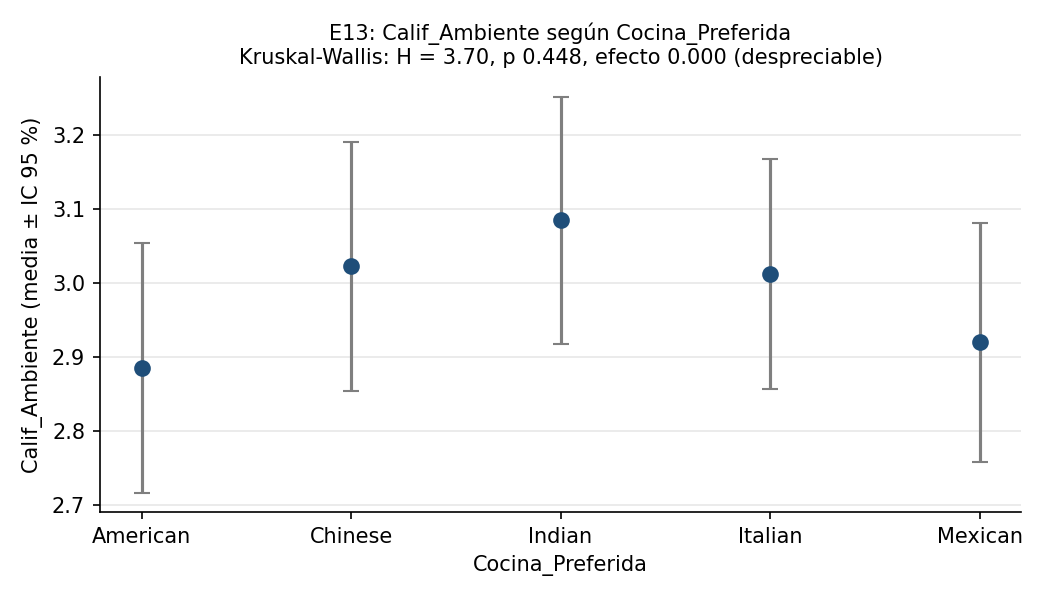 E13: Calif_Ambiente según Cocina_Preferida
Kruskal-Wallis: H = 3.70, p 0.448, efecto 0.000 (despreciable)
Calif_Ambiente (media ± IC 95 %)
3.2
3.1
3.0
2.9
2.8
2.7
American
Chinese
Indian
Italian
Mexican
Cocina_Preferida